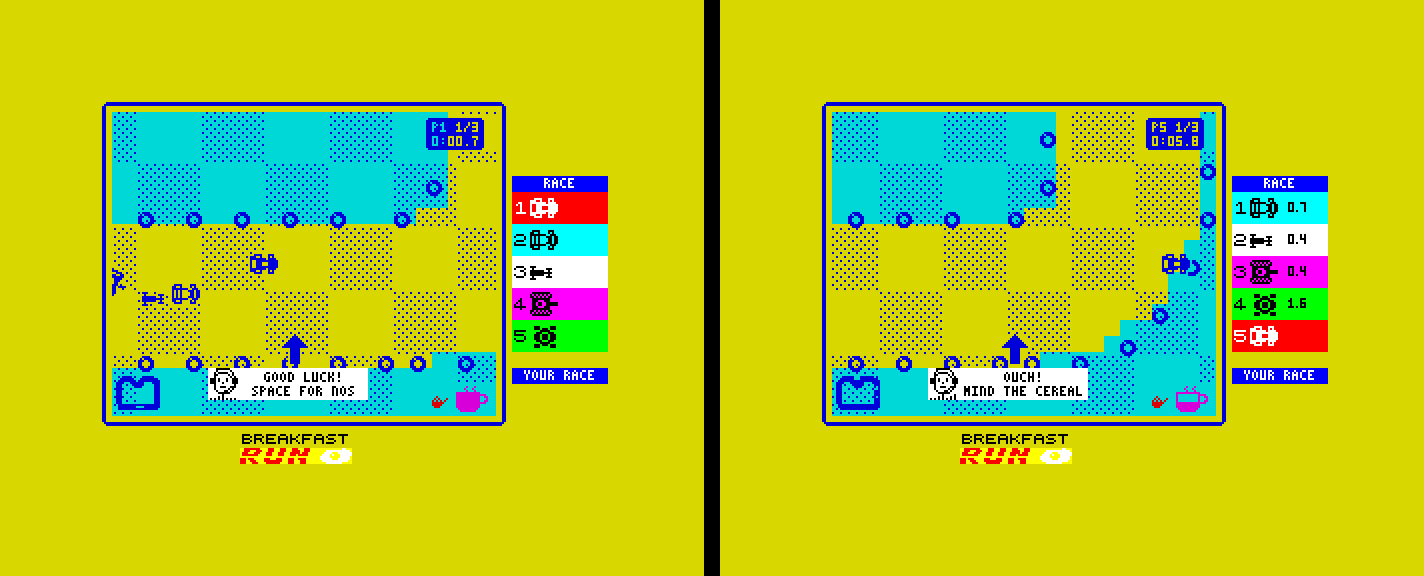 P1 1/3
0:00.7
RACE
1
2
3
4
5
YOUR RACE
GOOD LUCK!
SPACE FOR NOS
BREAKFAST
RUN
P5 1/3
0:05.8
RACE
1 0.7
2 0.4
3 0.4
4 1.6
5
YOUR RACE
OUCH!
MIND THE CEREAL
BREAKFAST
RUN